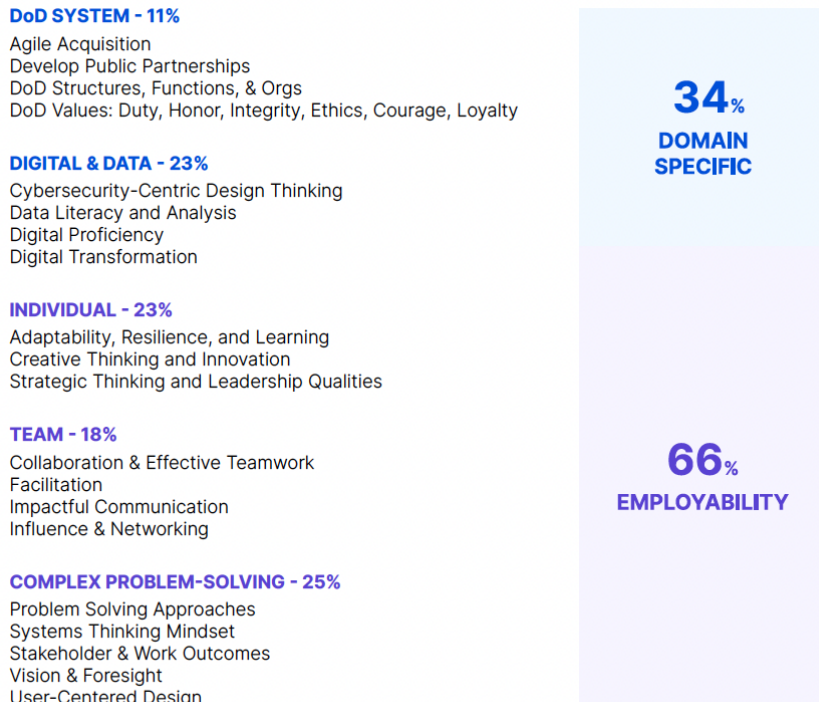 DoD SYSTEM - 11%
Agile Acquisition
Develop Public Partnerships
DoD Structures, Functions, & Orgs
DoD Values: Duty, Honor, Integrity, Ethics, Courage, Loyalty
DIGITAL & DATA - 23%
Cybersecurity-Centric Design Thinking
Data Literacy and Analysis
Digital Proficiency
Digital Transformation
34%
DOMAIN
SPECIFIC
INDIVIDUAL - 23%
Adaptability, Resilience, and Learning
Creative Thinking and Innovation
Strategic Thinking and Leadership Qualities
TEAM - 18%
Collaboration & Effective Teamwork
Facilitation
Impactful Communication
Influence & Networking
COMPLEX PROBLEM-SOLVING - 25%
Problem Solving Approaches
Systems Thinking Mindset
Stakeholder & Work Outcomes
Vision & Foresight
User-Centered Design
66%
EMPLOYABILITY